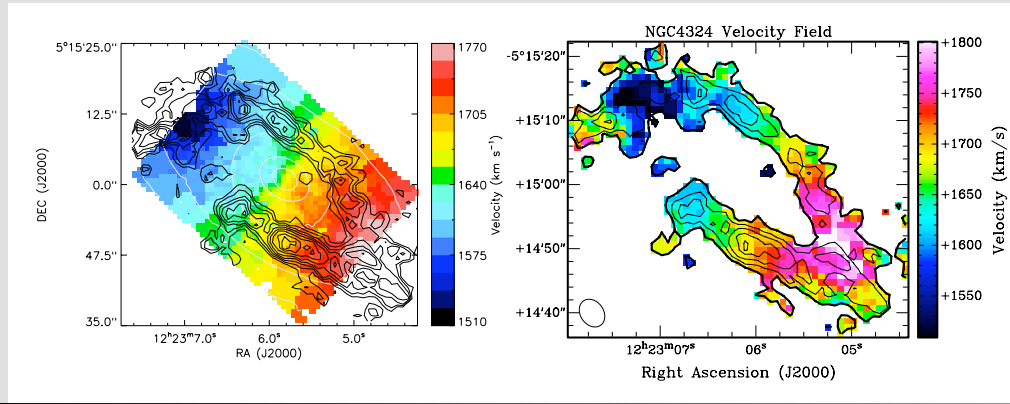 5°15'25.0"
12.5"
0.0'
47.5"
35.0'
DEC (J2000)
12ʰ23ᵐ7.0ˢ
6.0ˢ
5.0ˢ
RA (J2000)
1770
1705
1640
1575
1510
Velocity (km s⁻¹)
NGC4324 Velocity Field
-5°15'20"
+15'10"
+15'00"
+14'50"
+14'40"
12ʰ23ᵐ07ˢ
06ˢ
05ˢ
Right Ascension (J2000)
+1800
+1750
+1700
+1650
+1600
+1550
Velocity (km/s)